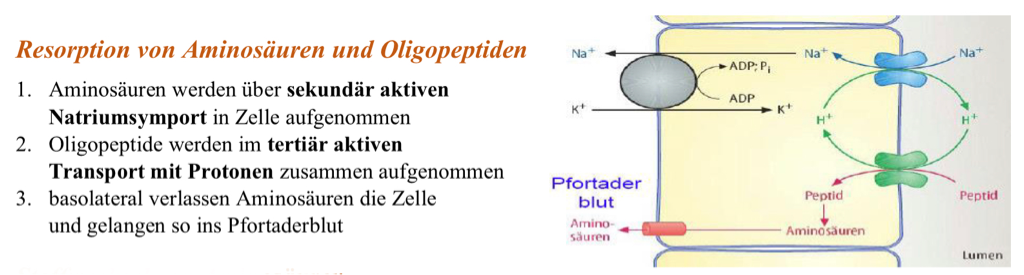 Resorption von Aminosäuren und Oligopeptiden
1. Aminosäuren werden über sekundär aktiven
Natriumsymport in Zelle aufgenommen
2. Oligopeptide werden im tertiär aktiven
Transport mit Protonen zusammen aufgenommen
3. basolateral verlassen Aminosäuren die Zelle
und gelangen so ins Pfortaderblut
Na⁺ Na⁺ Na⁺
ADP; Pᵢ
ADP
K⁺ K⁺
H⁺ H⁺
Pfortader
blut
Peptid Peptid
Amino-
säuren
Aminosäuren
Lumen